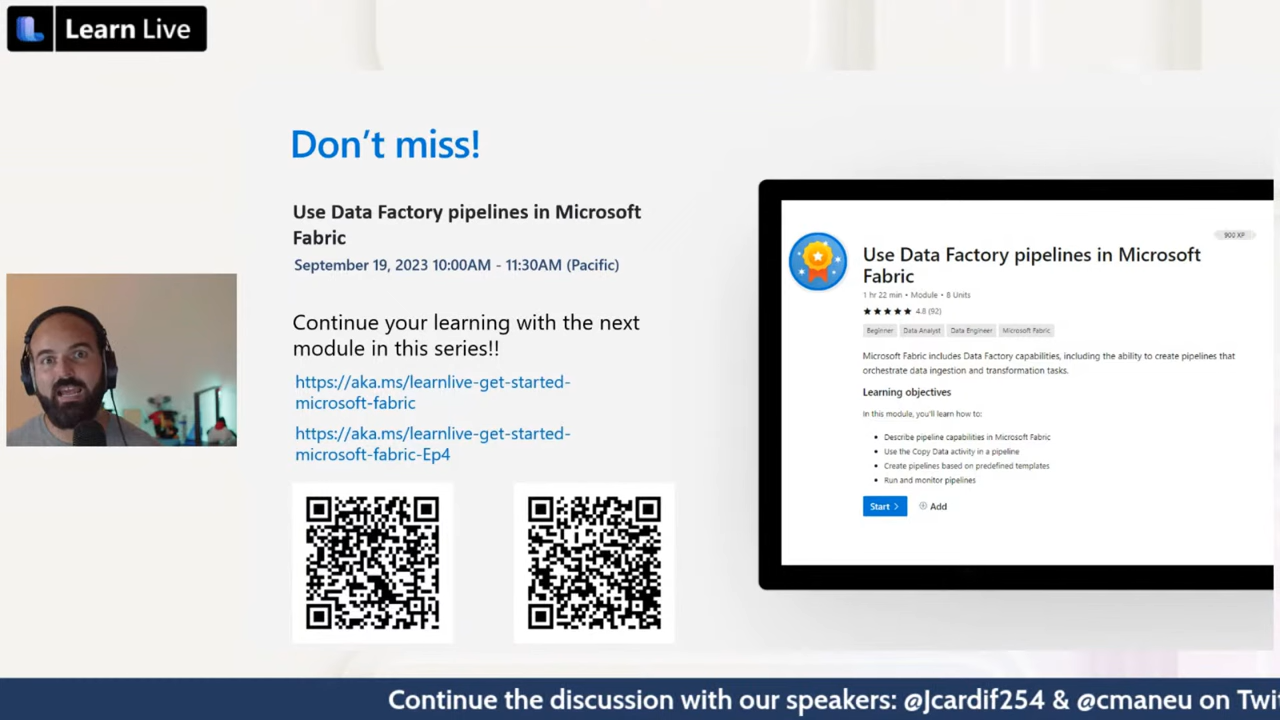 Learn Live
Don't miss!
Use Data Factory pipelines in Microsoft
Fabric
September 19, 2023 10:00AM - 11:30AM (Pacific)
Continue your learning with the next
module in this series!!
https://aka.ms/learnlive-get-started-
microsoft-fabric
https://aka.ms/learnlive-get-started-
microsoft-fabric-Ep4
900 XP
Use Data Factory pipelines in Microsoft
Fabric
1 hr 22 min • Module • 8 Units
4.8 (92)
Beginner Data Analyst Data Engineer Microsoft Fabric
Microsoft Fabric includes Data Factory capabilities, including the ability to create pipelines that
orchestrate data ingestion and transformation tasks.
Learning objectives
In this module, you'll learn how to:
• Describe pipeline capabilities in Microsoft Fabric
• Use the Copy Data activity in a pipeline
• Create pipelines based on predefined templates
• Run and monitor pipelines
Start > Add
Continue the discussion with our speakers: @Jcardif254 & @cmaneu on Twi